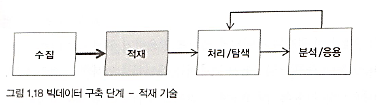 수집
적재
처리/탐색
분석/응용
그림 1.18 빅데이터 구축 단계 – 적재 기술